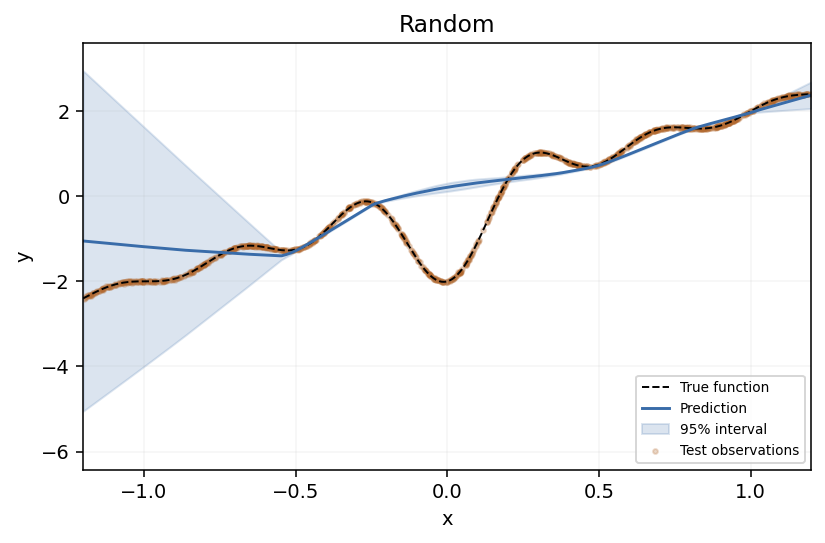 Random
y
2
0
−2
−4
−6
−1.0
−0.5
0.0
0.5
1.0
x
True function
Prediction
95% interval
Test observations